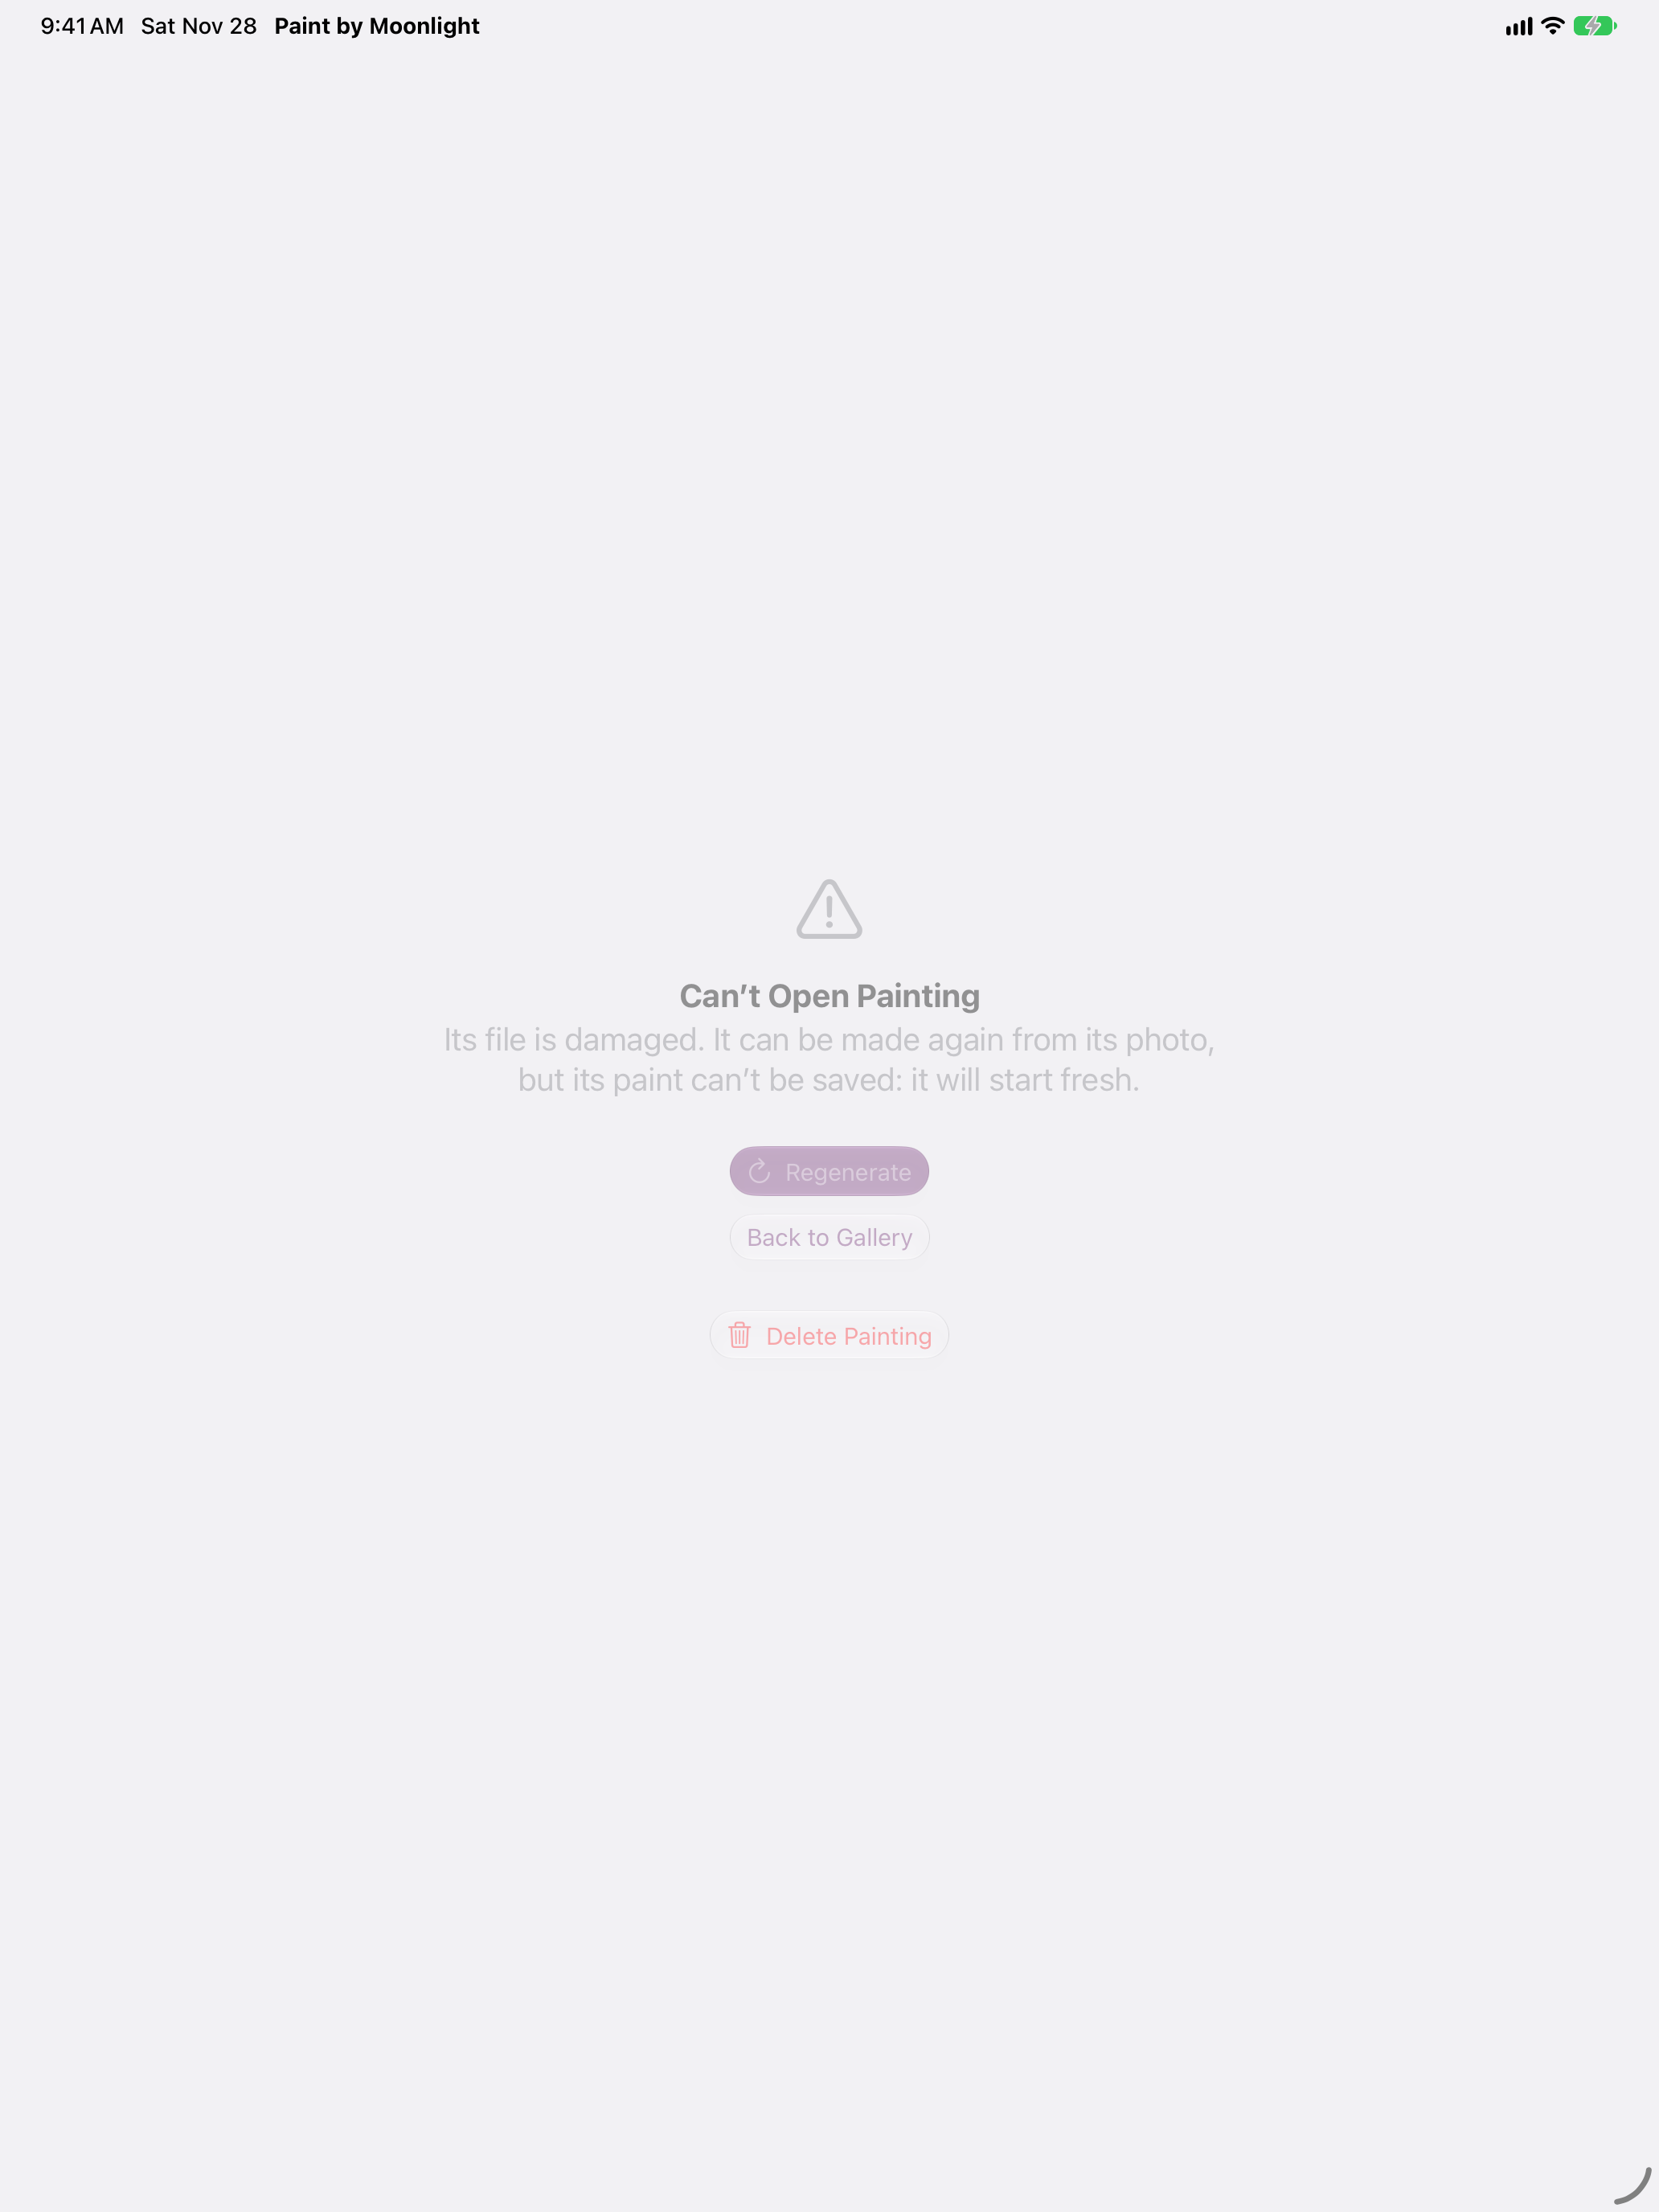 9:41 AM Sat Nov 28 Paint by Moonlight
Can’t Open Painting
Its file is damaged. It can be made again from its photo,
but its paint can’t be saved: it will start fresh.
Regenerate
Back to Gallery
Delete Painting